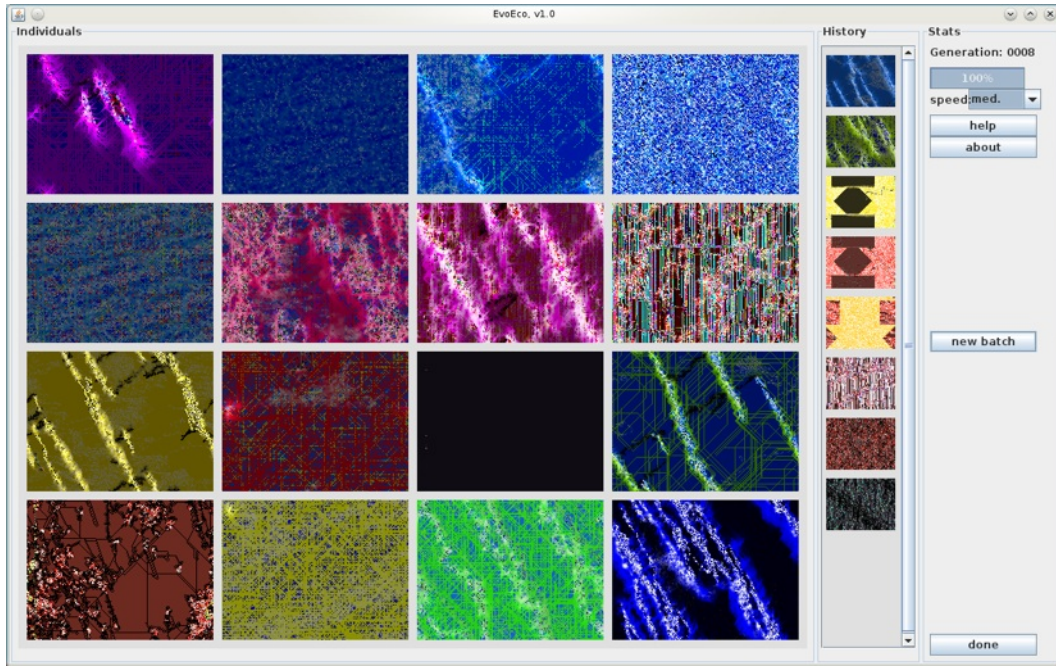 EvoEco, v1.0
Individuals
History
Stats
Generation: 0008
100%
speed:med.
help
about
new batch
done